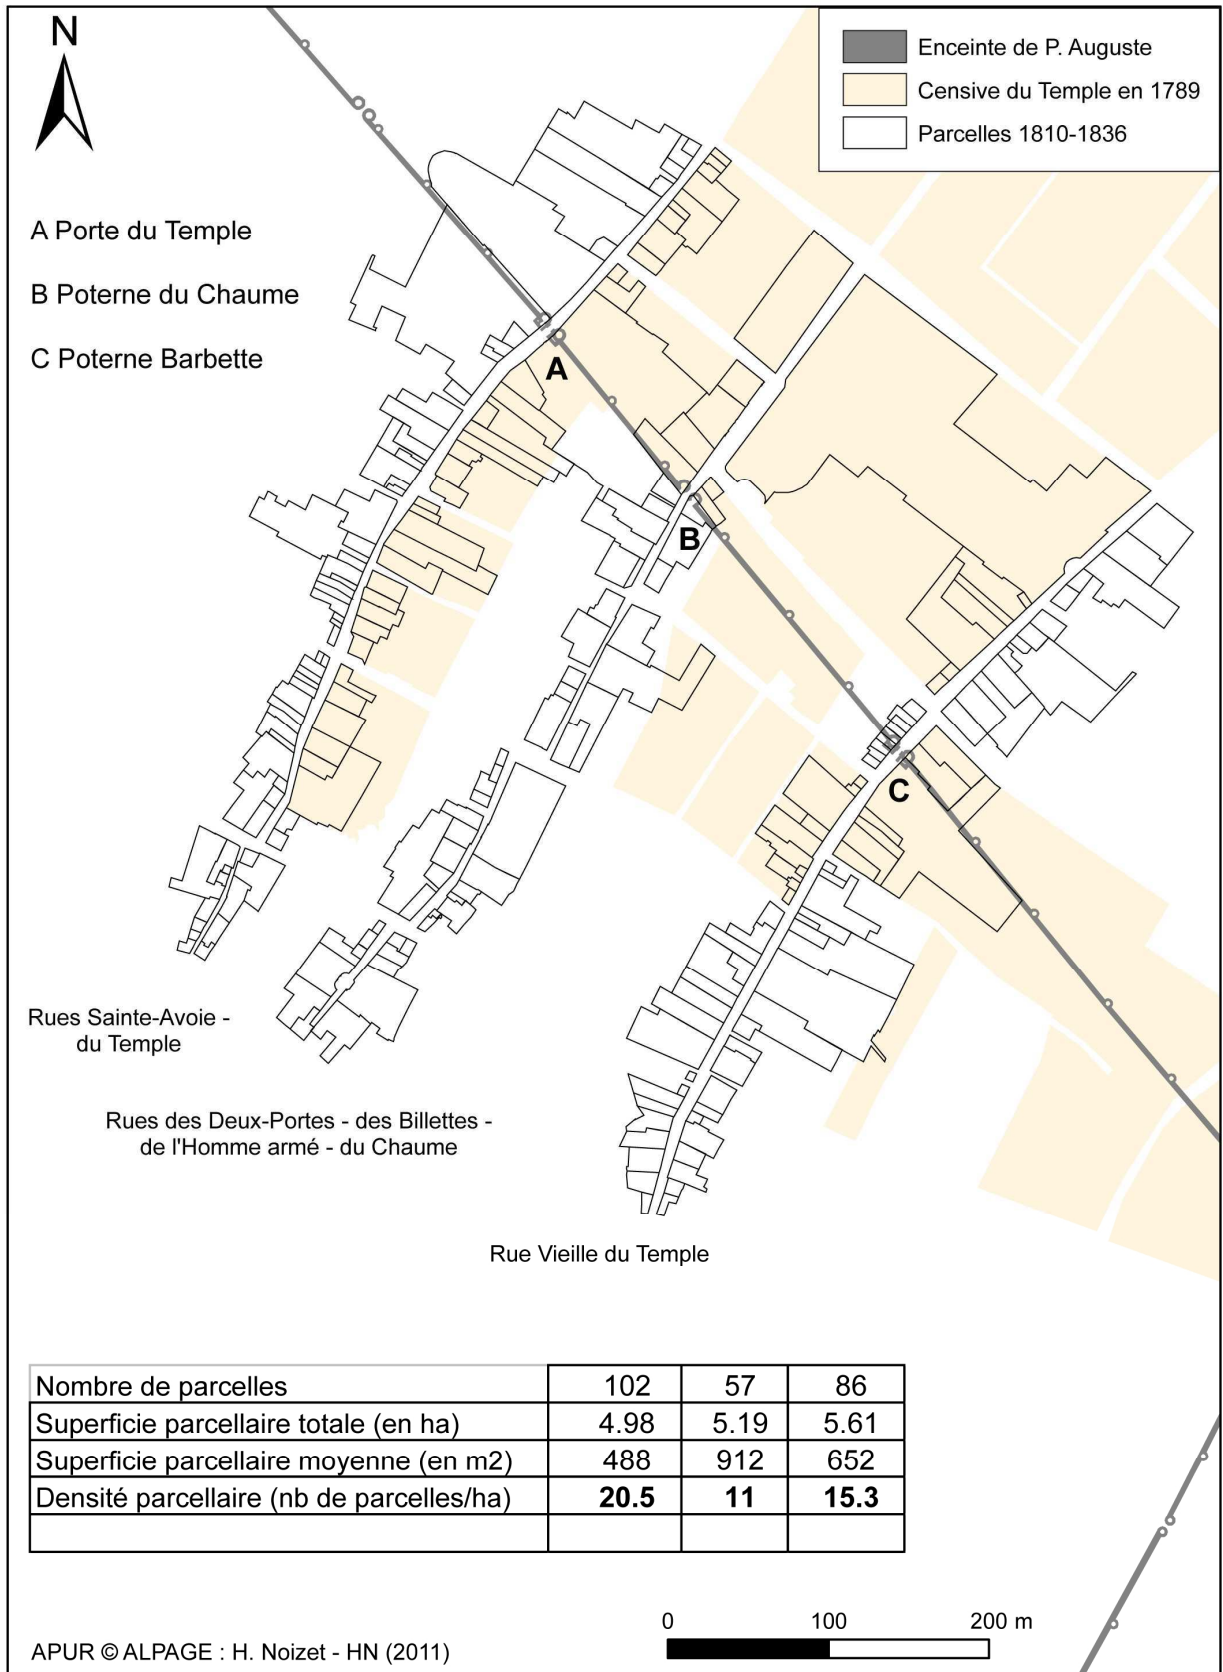 N
Enceinte de P. Auguste
Censive du Temple en 1789
Parcelles 1810-1836
A Porte du Temple
B Poterne du Chaume
C Poterne Barbette
A
B
C
Rues Sainte-Avoie -
du Temple
Rues des Deux-Portes - des Billettes -
de l'Homme armé - du Chaume
Rue Vieille du Temple
Nombre de parcelles 102 57 86
Superficie parcellaire totale (en ha) 4.98 5.19 5.61
Superficie parcellaire moyenne (en m2) 488 912 652
Densité parcellaire (nb de parcelles/ha) 20.5 11 15.3
0 100 200 m
APUR © ALPAGE : H. Noizet - HN (2011)